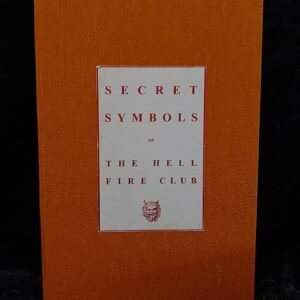 SECRET
SYMBOLS
OF
THE HELL
FIRE CLUB